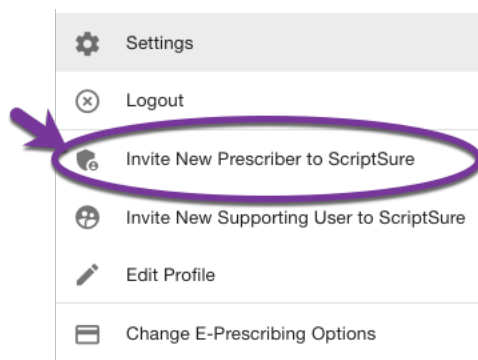 Settings
Logout
Invite New Prescriber to ScriptSure
Invite New Supporting User to ScriptSure
Edit Profile
Change E-Prescribing Options